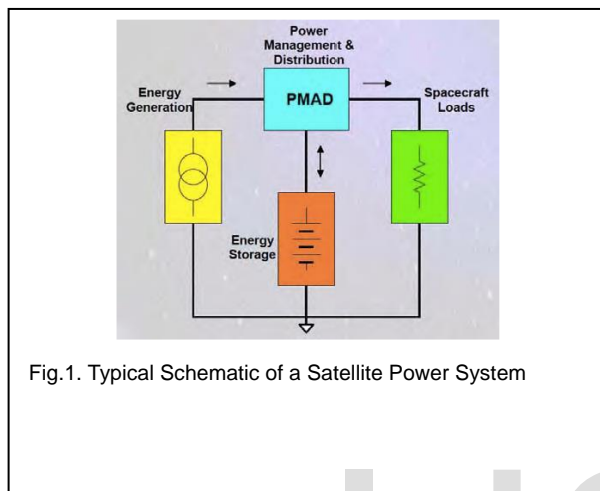 Power
Management &
Distribution
Energy
Generation
PMAD
Spacecraft
Loads
Energy
Storage
Fig.1. Typical Schematic of a Satellite Power System